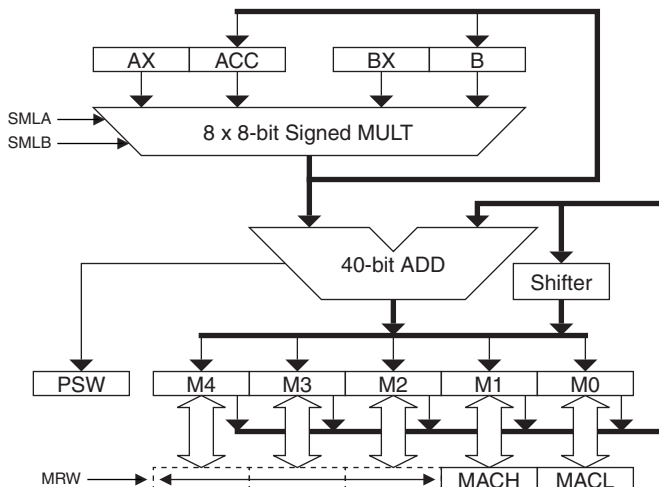 AX ACC BX B
SMLA
8 x 8-bit Signed MULT
SMLB
40-bit ADD
Shifter
PSW M4 M3 M2 M1 M0
MRW MACH MACL